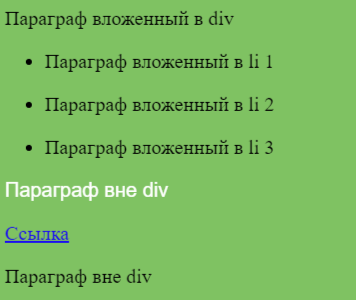 Параграф вложенный в div
Параграф вложенный в li 1
Параграф вложенный в li 2
Параграф вложенный в li 3
Параграф вне div
Ссылка
Параграф вне div